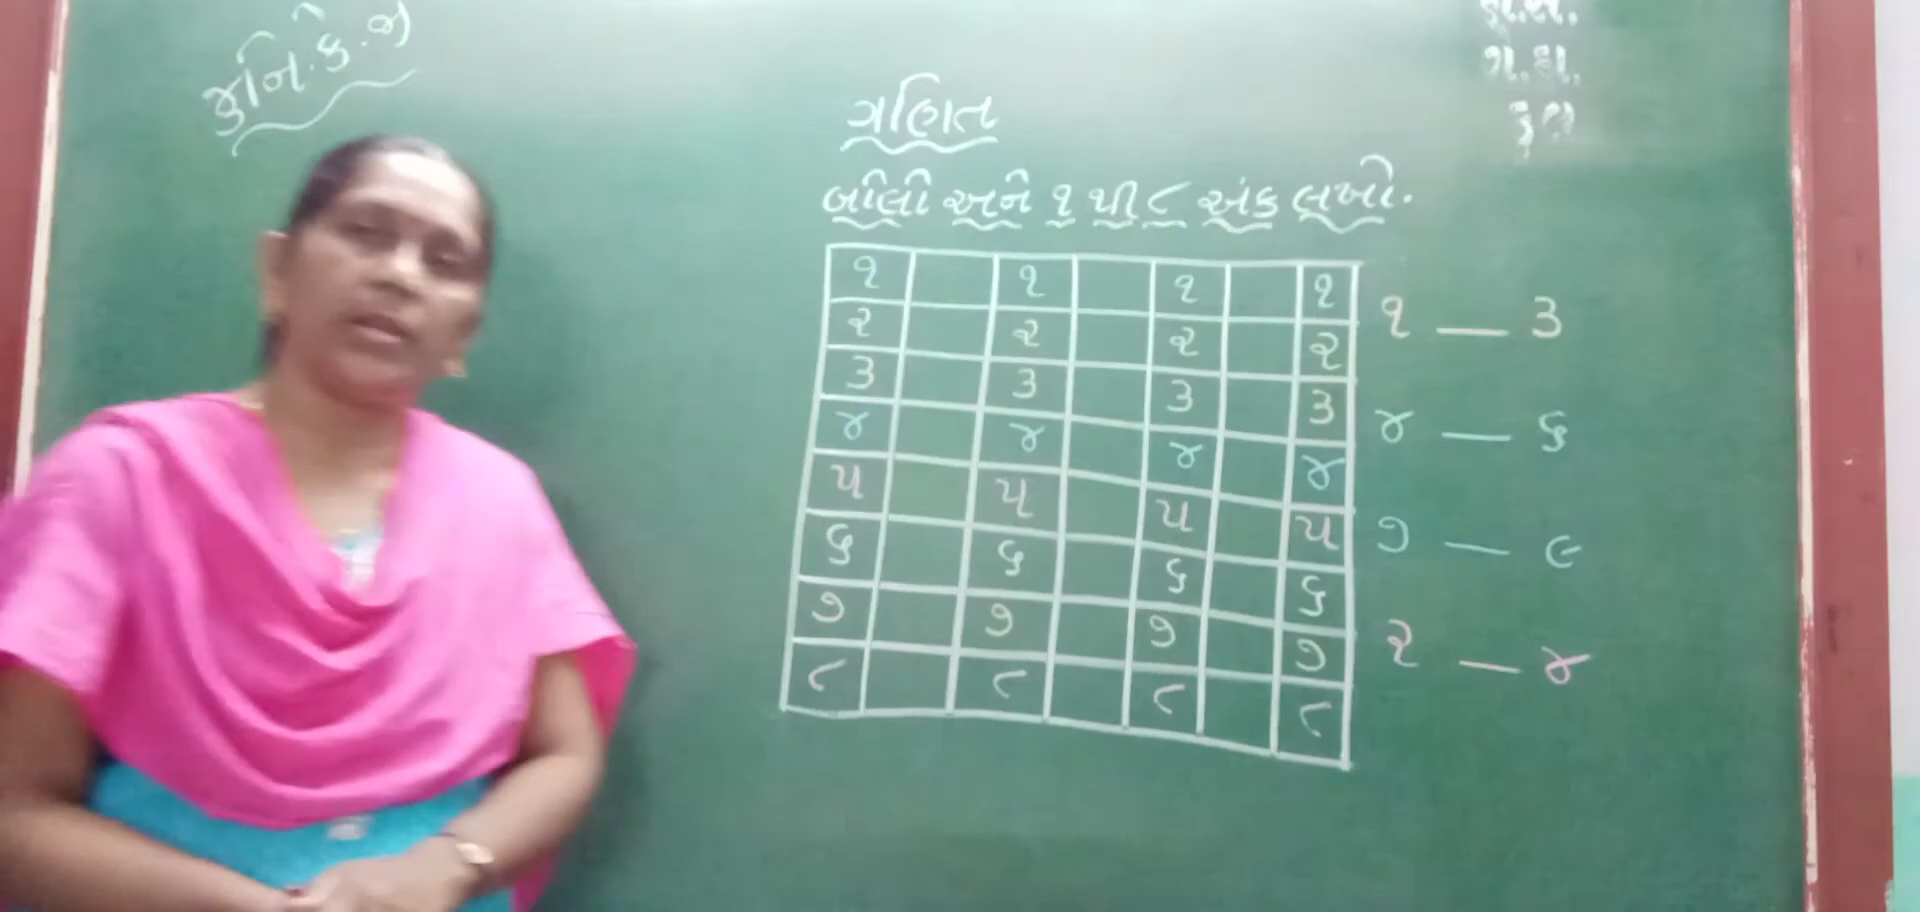 જુનિ.કે.જી
ગણિત
બોલો અને ૧ થી ૮ અંક લખો.
૧ ૧ ૧ ૧
૨ ૨ ૨ ૨
૩ ૩ ૩ ૩
૪ ૪ ૪ ૪
૫ ૫ ૫ ૫
૬ ૬ ૬ ૬
૭ ૭ ૭ ૭
૮ ૮ ૮ ૮
૧ — ૩
૪ — ૬
૭ — ૯
૨ — ૪